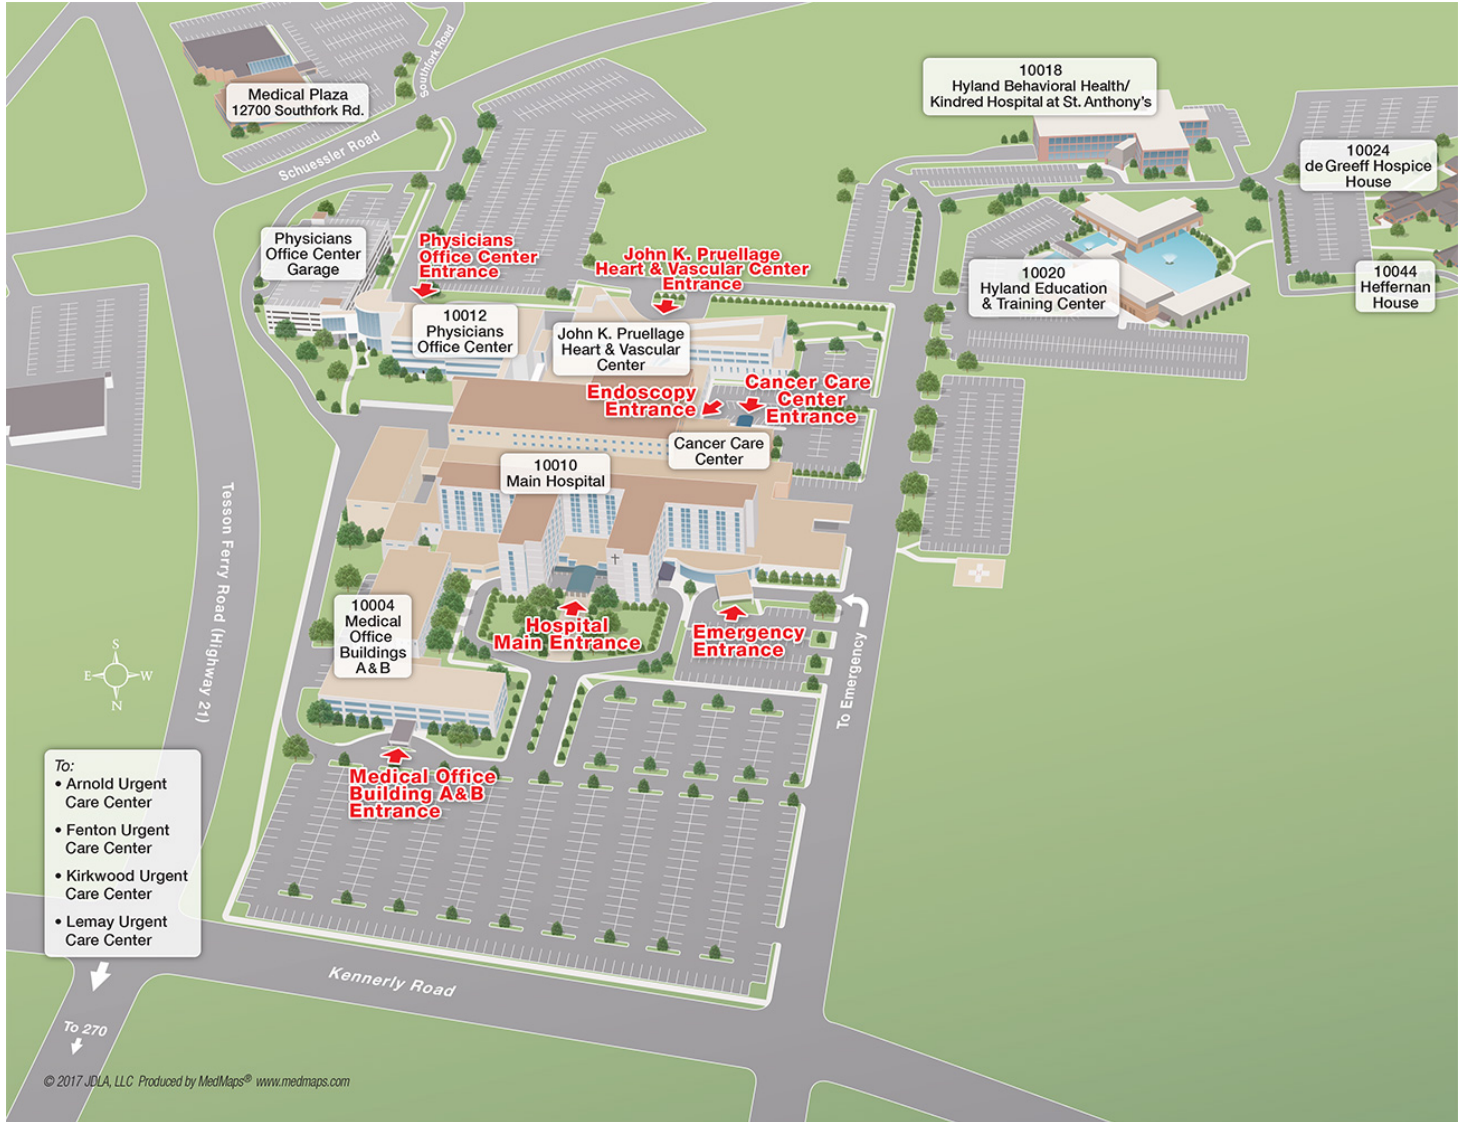 Southfork Road
Medical Plaza
12700 Southfork Rd.
Schuessler Road
10018
Hyland Behavioral Health/
Kindred Hospital at St. Anthony's
10024
de Greeff Hospice
House
Physicians
Office Center
Garage
Physicians
Office Center
Entrance
John K. Pruellage
Heart & Vascular Center
Entrance
10020
Hyland Education
& Training Center
10044
Heffernan
House
10012
Physicians
Office Center
John K. Pruellage
Heart & Vascular
Center
Endoscopy
Entrance
Cancer Care
Center
Entrance
Cancer Care
Center
10010
Main Hospital
Tesson Ferry Road (Highway 21)
10004
Medical
Office
Buildings
A & B
Hospital
Main Entrance
Emergency
Entrance
To Emergency
S
E
W
N
Medical Office
Building A & B
Entrance
To:
• Arnold Urgent
Care Center
• Fenton Urgent
Care Center
• Kirkwood Urgent
Care Center
• Lemay Urgent
Care Center
Kennerly Road
To 270
© 2017 JDLA, LLC Produced by MedMaps® www.medmaps.com